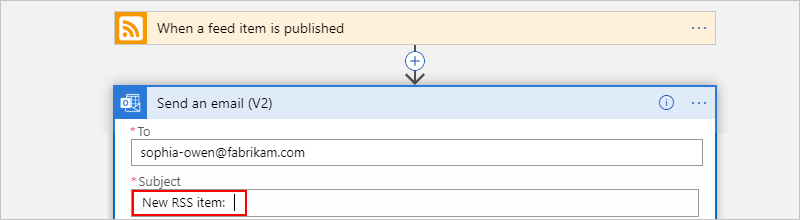 When a feed item is published
Send an email (V2)
*To
sophia-owen@fabrikam.com
*Subject
New RSS item: